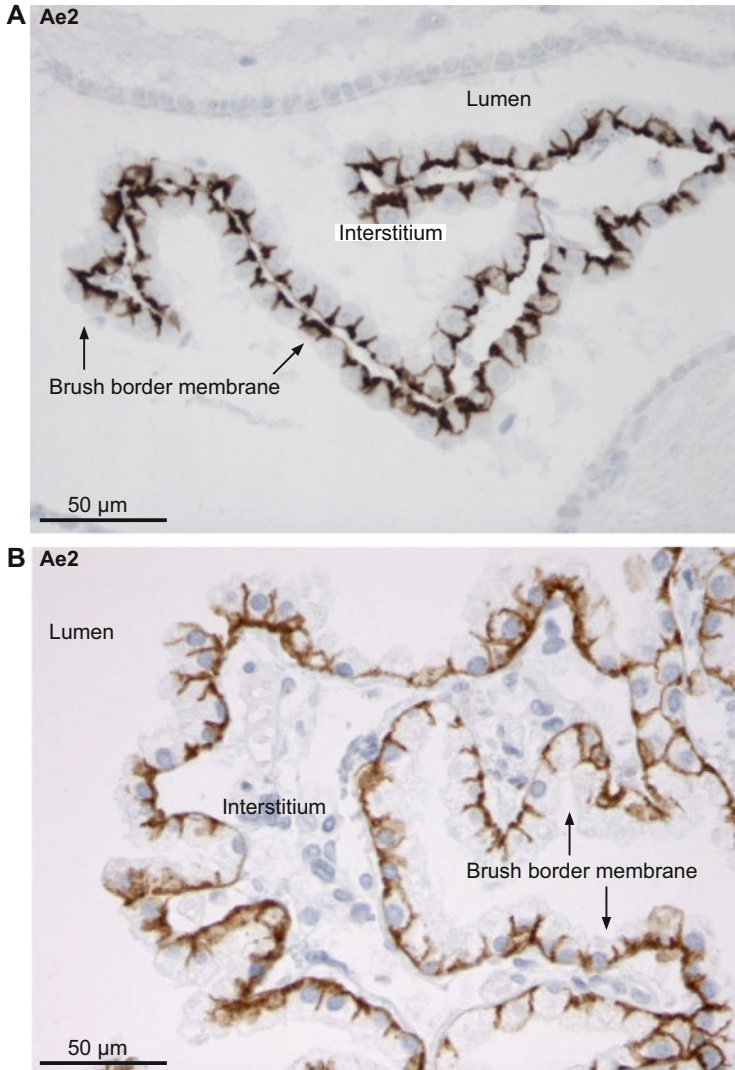 A Ae2
Lumen
Interstitium
Brush border membrane
50 μm
B Ae2
Lumen
Interstitium
Brush border membrane
50 μm